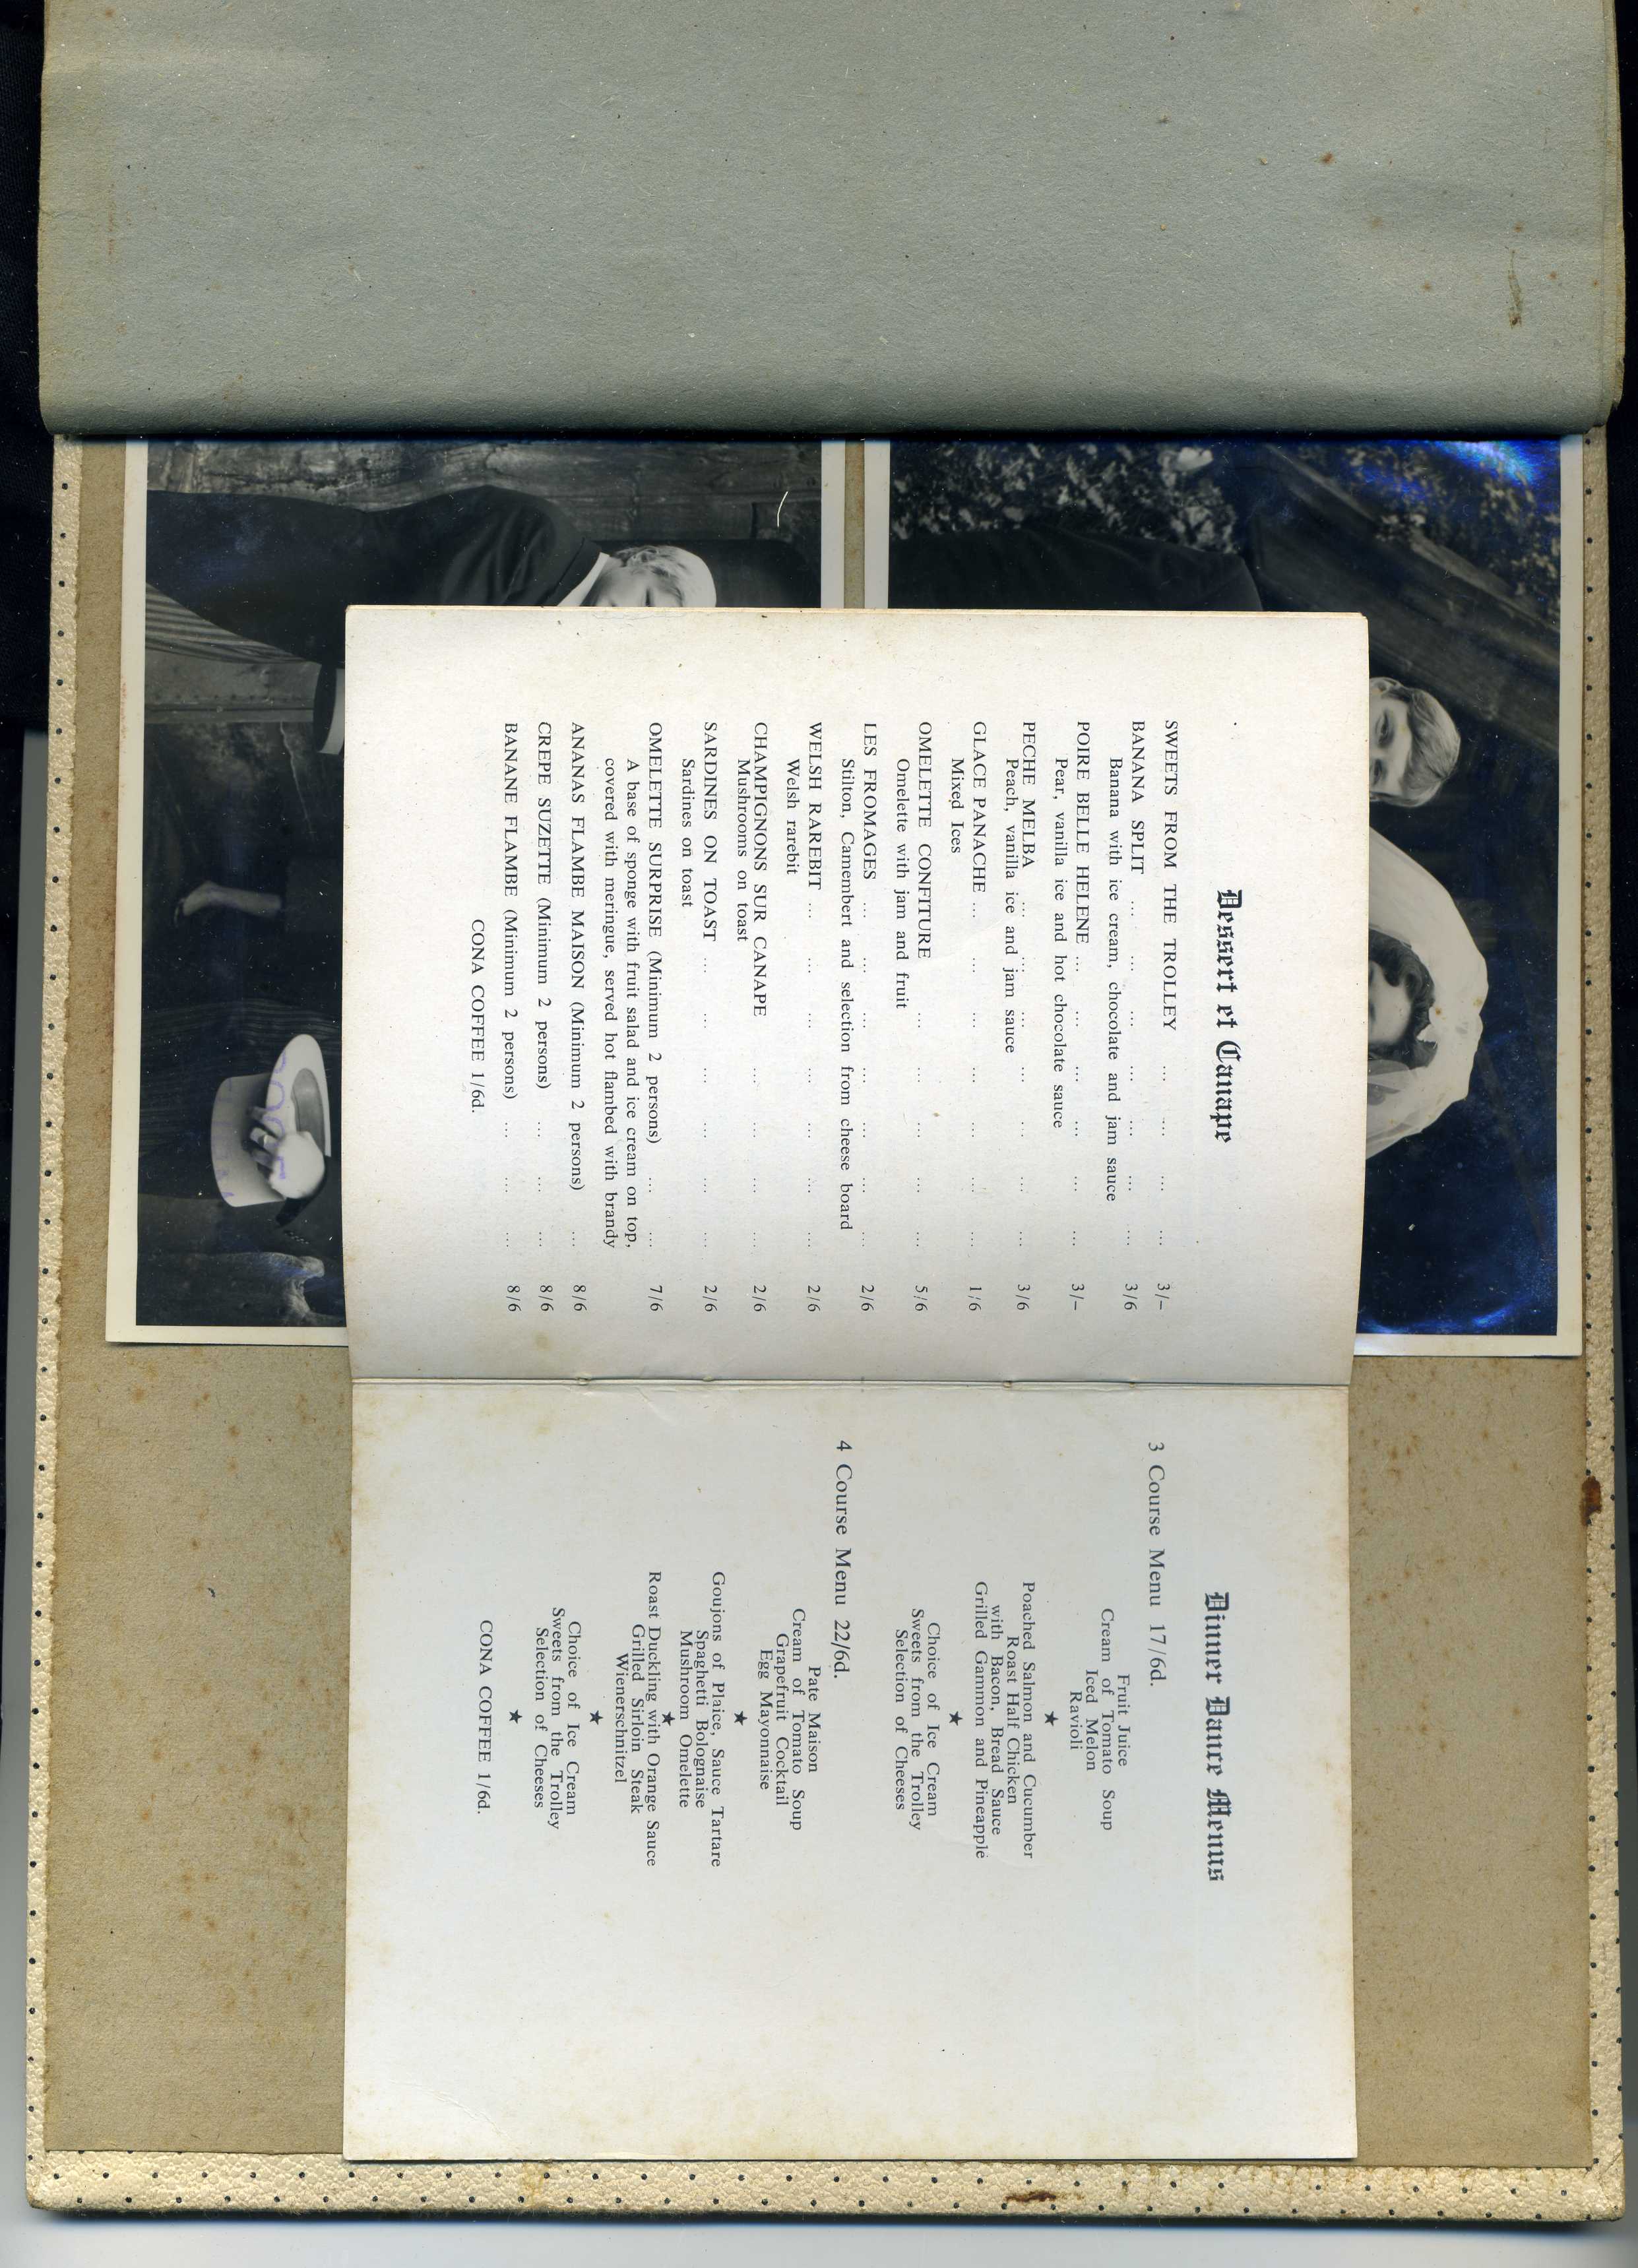 Dessert et Canape
SWEETS FROM THE TROLLEY ... ... ... ... 3/-
BANANA SPLIT ... ... ... ... ... ... ... 3/6
Banana with ice cream, chocolate and jam sauce
POIRE BELLE HELENE ... ... ... ... ... ... 3/-
Pear, vanilla ice and hot chocolate sauce
PECHE MELBA ... ... ... ... ... ... ... 3/6
Peach, vanilla ice and jam sauce
GLACE PANACHE ... ... ... ... ... ... ... 1/6
Mixed Ices
OMELETTE CONFITURE ... ... ... ... ... 5/6
Omelette with jam and fruit
LES FROMAGES ... ... ... ... ... ... ... 2/6
Stilton, Camembert and selection from cheese board
WELSH RAREBIT ... ... ... ... ... ... ... 2/6
Welsh rarebit
CHAMPIGNONS SUR CANAPE ... ... ... ... 2/6
Mushrooms on toast
SARDINES ON TOAST ... ... ... ... ... ... 2/6
Sardines on toast
OMELETTE SURPRISE (Minimum 2 persons) ... ... 7/6
A base of sponge with fruit salad and ice cream on top,
covered with meringue, served hot flambed with brandy
ANANAS FLAMBE MAISON (Minimum 2 persons) ... 8/6
CREPE SUZETTE (Minimum 2 persons) ... ... ... 8/6
BANANE FLAMBE (Minimum 2 persons) ... ... ... 8/6
CONA COFFEE 1/6d.
Dinner Dance Menus
3 Course Menu 17/6d.
Fruit Juice
Cream of Tomato Soup
Iced Melon
Ravioli
★
Poached Salmon and Cucumber
Roast Half Chicken
with Bacon, Bread Sauce
Grilled Gammon and Pineapple
★
Choice of Ice Cream
Sweets from the Trolley
Selection of Cheeses
4 Course Menu 22/6d.
Pate Maison
Cream of Tomato Soup
Grapefruit Cocktail
Egg Mayonnaise
★
Goujons of Plaice, Sauce Tartare
Spaghetti Bolognaise
Mushroom Omelette
★
Roast Duckling with Orange Sauce
Grilled Sirloin Steak
Wienerschnitzel
★
Choice of Ice Cream
Sweets from the Trolley
Selection of Cheeses
★
CONA COFFEE 1/6d.